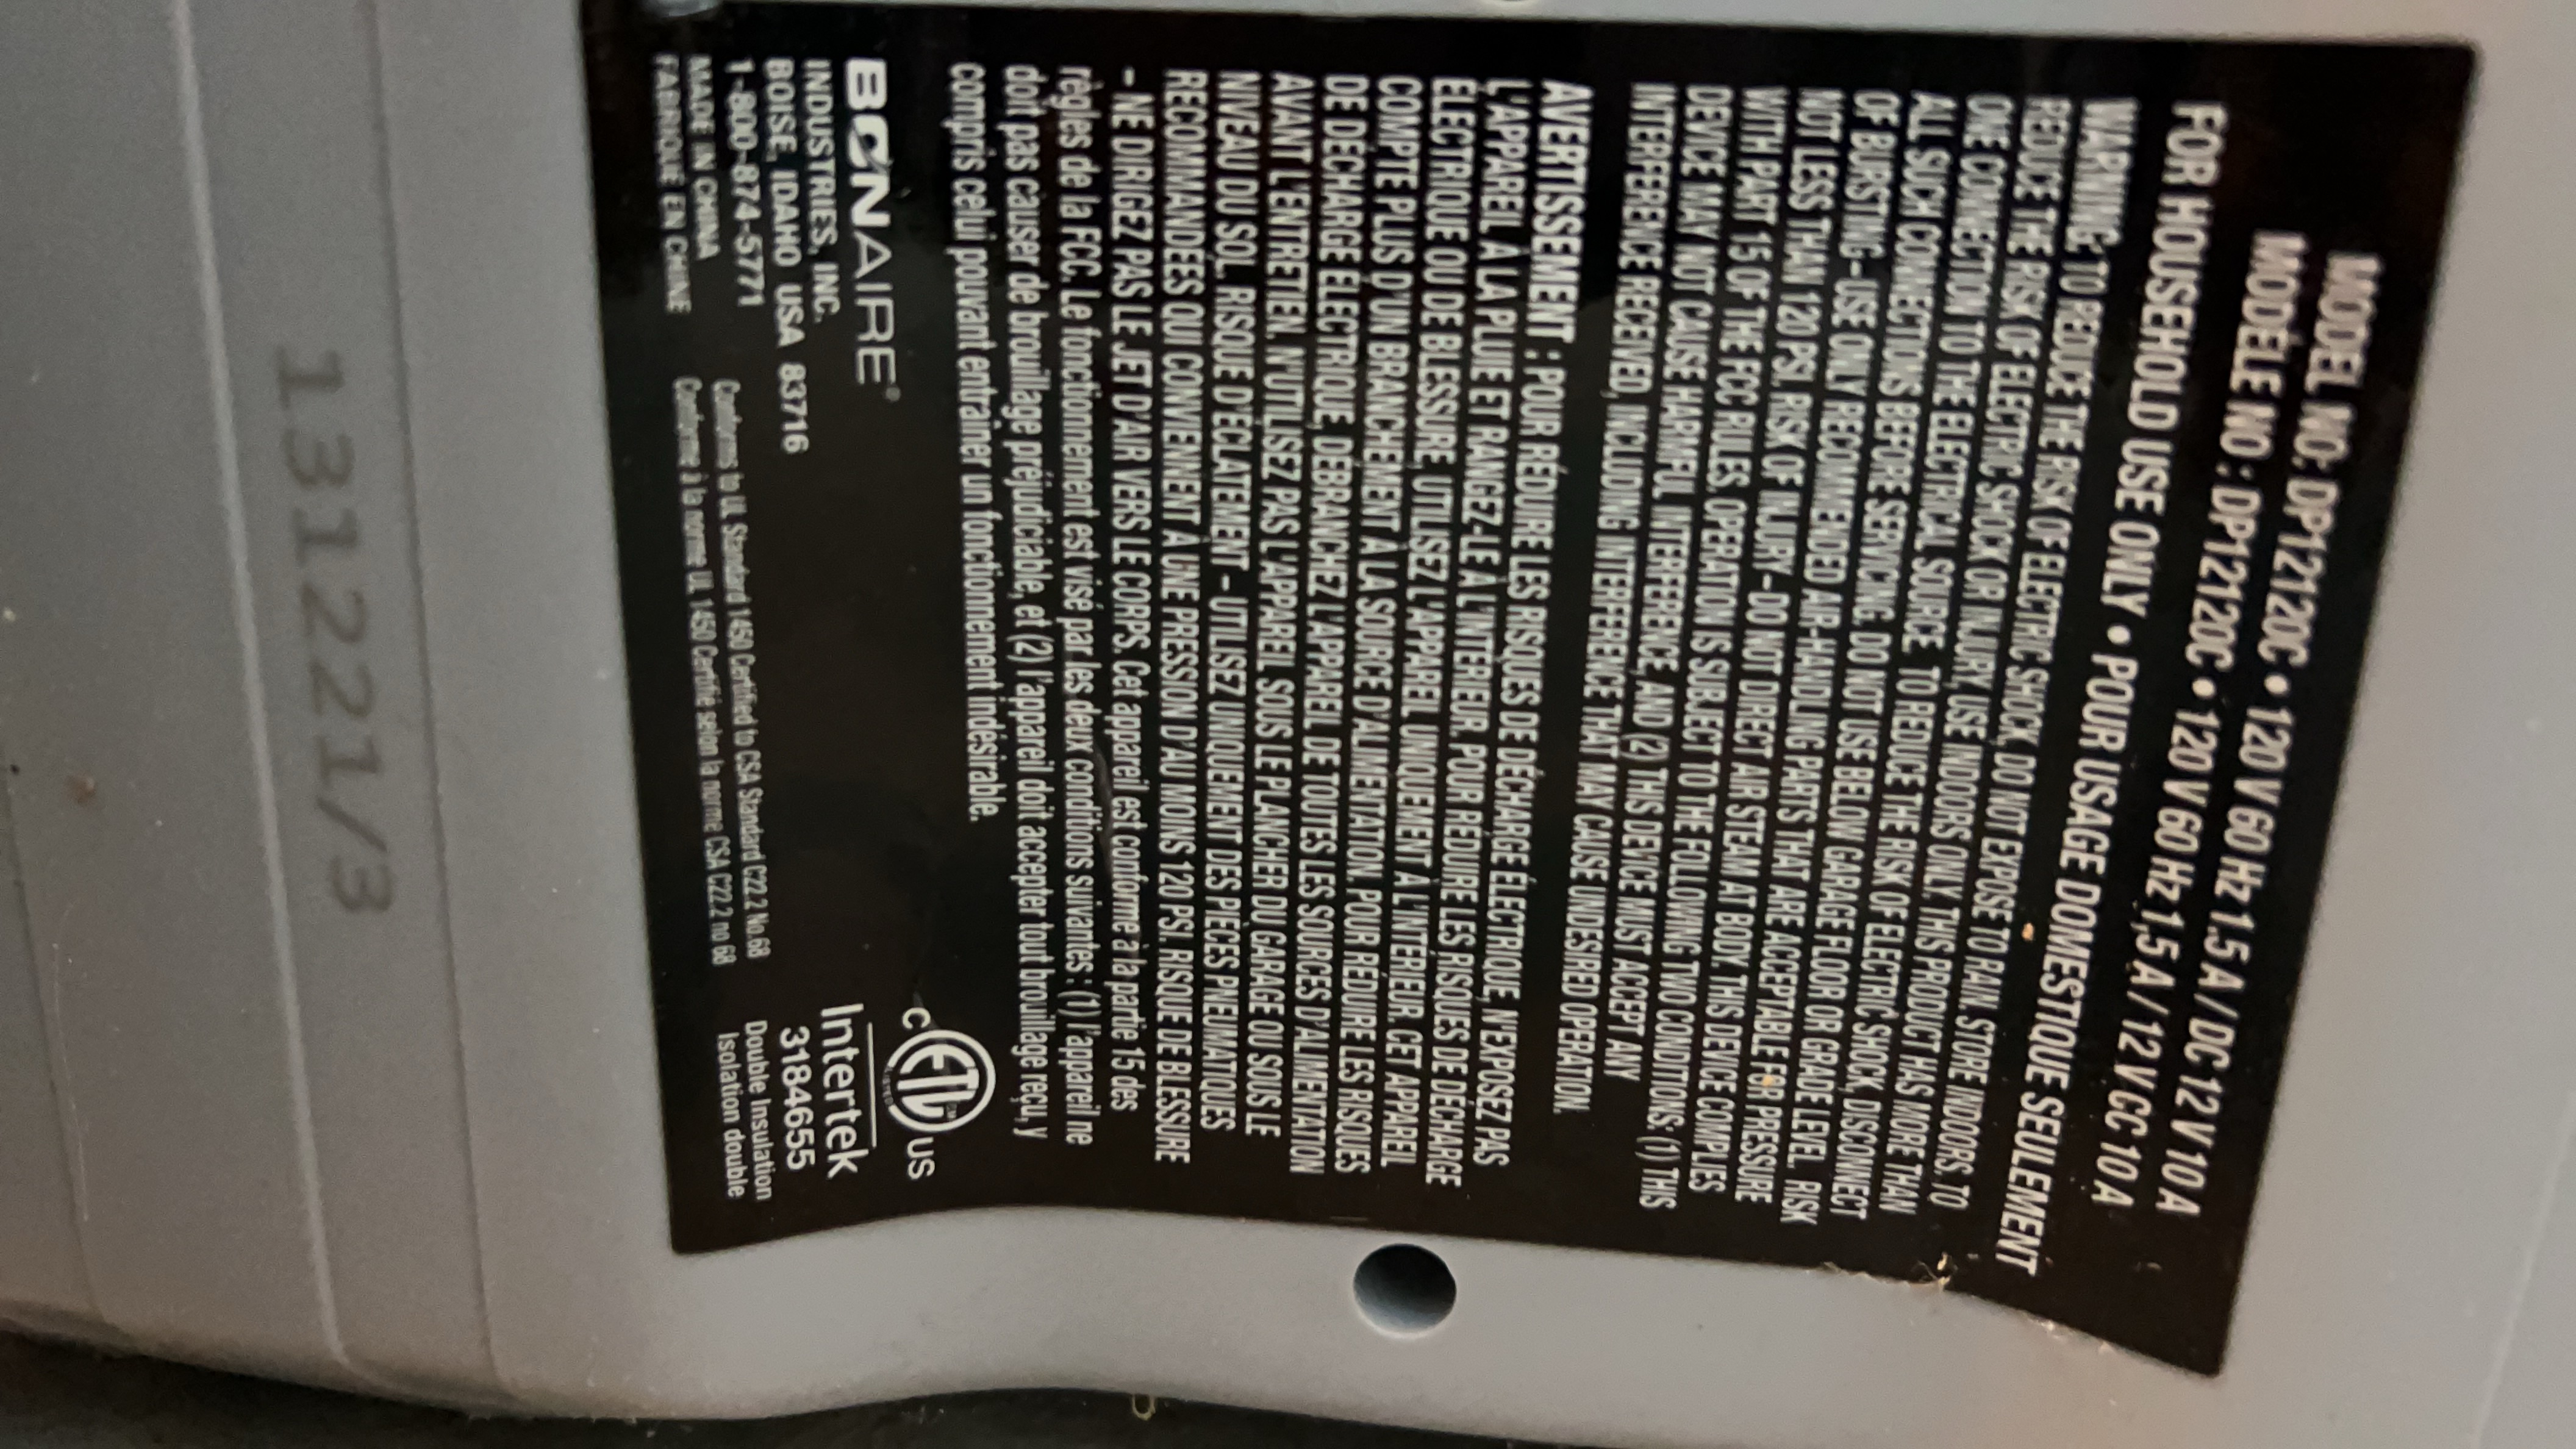 MODEL NO: DP12120C • 120 V 60 Hz 1.5 A / DC 12 V 10 A
MODÈLE NO : DP12120C • 120 V 60 Hz 1,5 A / 12 V CC 10 A
FOR HOUSEHOLD USE ONLY • POUR USAGE DOMESTIQUE SEULEMENT
WARNING: TO REDUCE THE RISK OF ELECTRIC SHOCK, DO NOT EXPOSE TO RAIN. STORE INDOORS. TO
REDUCE THE RISK OF ELECTRIC SHOCK OR INJURY, USE INDOORS ONLY. THIS PRODUCT HAS MORE THAN
ONE CONNECTION TO THE ELECTRICAL SOURCE. TO REDUCE THE RISK OF ELECTRIC SHOCK, DISCONNECT
ALL SUCH CONNECTIONS BEFORE SERVICING. DO NOT USE BELOW GARAGE FLOOR OR GRADE LEVEL. RISK
OF BURSTING - USE ONLY RECOMMENDED AIR-HANDLING PARTS THAT ARE ACCEPTABLE FOR PRESSURE
NOT LESS THAN 120 PSI. RISK OF INJURY - DO NOT DIRECT AIR STEAM AT BODY. THIS DEVICE COMPLIES
WITH PART 15 OF THE FCC RULES. OPERATION IS SUBJECT TO THE FOLLOWING TWO CONDITIONS: (1) THIS
DEVICE MAY NOT CAUSE HARMFUL INTERFERENCE, AND (2) THIS DEVICE MUST ACCEPT ANY
INTERFERENCE RECEIVED, INCLUDING INTERFERENCE THAT MAY CAUSE UNDESIRED OPERATION.
AVERTISSEMENT : POUR RÉDUIRE LES RISQUES DE DÉCHARGE ÉLECTRIQUE, N'EXPOSEZ PAS
L'APPAREIL À LA PLUIE ET RANGEZ-LE À L'INTÉRIEUR. POUR RÉDUIRE LES RISQUES DE DÉCHARGE
ÉLECTRIQUE OU DE BLESSURE, UTILISEZ L'APPAREIL UNIQUEMENT À L'INTÉRIEUR. CET APPAREIL
COMPTE PLUS D'UN BRANCHEMENT À LA SOURCE D'ALIMENTATION. POUR RÉDUIRE LES RISQUES
DE DÉCHARGE ÉLECTRIQUE, DÉBRANCHEZ L'APPAREIL DE TOUTES LES SOURCES D'ALIMENTATION
AVANT L'ENTRETIEN. N'UTILISEZ PAS L'APPAREIL SOUS LE PLANCHER DU GARAGE OU SOUS LE
NIVEAU DU SOL. RISQUE D'ÉCLATEMENT - UTILISEZ UNIQUEMENT DES PIÈCES PNEUMATIQUES
RECOMMANDÉES QUI CONVIENNENT À UNE PRESSION D'AU MOINS 120 PSI. RISQUE DE BLESSURE
- NE DIRIGEZ PAS LE JET D'AIR VERS LE CORPS. Cet appareil est conforme à la partie 15 des
règles de la FCC. Le fonctionnement est visé par les deux conditions suivantes : (1) l'appareil ne
doit pas causer de brouillage préjudiciable, et (2) l'appareil doit accepter tout brouillage reçu, y
compris celui pouvant entraîner un fonctionnement indésirable.
BONAIRE®
INDUSTRIES, INC.
BOISE, IDAHO USA 83716
1-800-874-5771
MADE IN CHINA
FABRIQUÉ EN CHINE
Conforms to UL Standard 1450 Certified to CSA Standard C22.2 No.68
Conforme à la norme UL 1450 Certifié selon la norme CSA C22.2 no 68
C ETL US
LISTED
Intertek
3184655
Double Insulation
Isolation double
131221/3